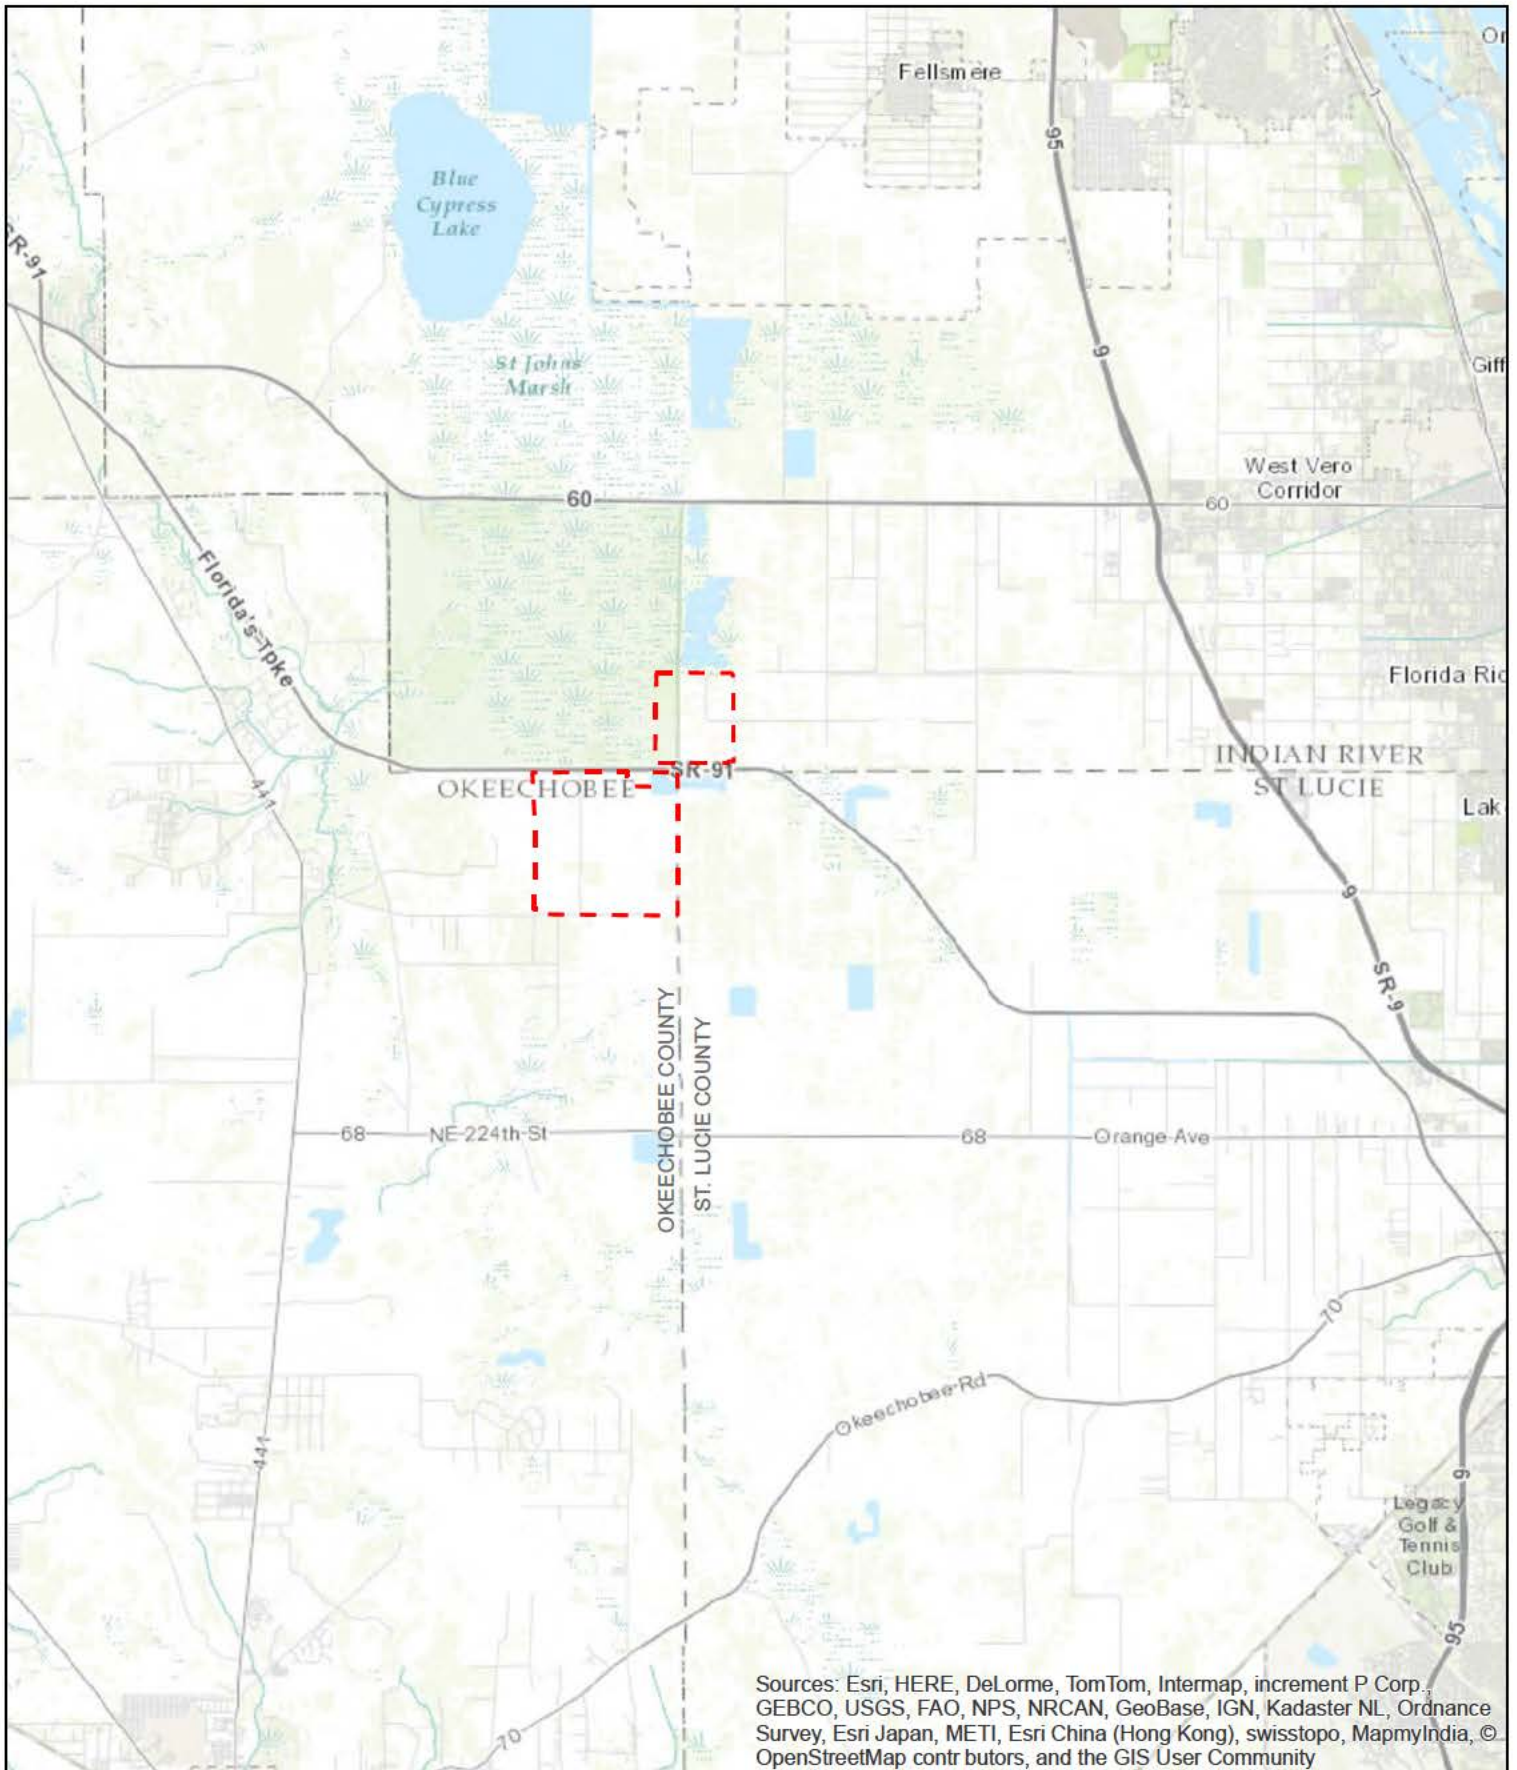 Fellsmere
95
Blue
Cypress
Lake
1
SR-91
9
St Johns
Marsh
Giff
West Vero
Corridor
60
60
Florida's Tpke
Florida Rid
SR-91
INDIAN RIVER
OKEECHOBEE
ST LUCIE
441
Lak
9
SR-9
OKEECHOBEE COUNTY
ST. LUCIE COUNTY
68
NE 224th St
68
Orange Ave
70
Okeechobee Rd
441
9
Legacy
Golf &
Tennis
Club
95
70
Sources: Esri, HERE, DeLorme, TomTom, Intermap, increment P Corp.,
GEBCO, USGS, FAO, NPS, NRCAN, GeoBase, IGN, Kadaster NL, Ordnance
Survey, Esri Japan, METI, Esri China (Hong Kong), swisstopo, MapmyIndia, ©
OpenStreetMap contr butors, and the GIS User Community